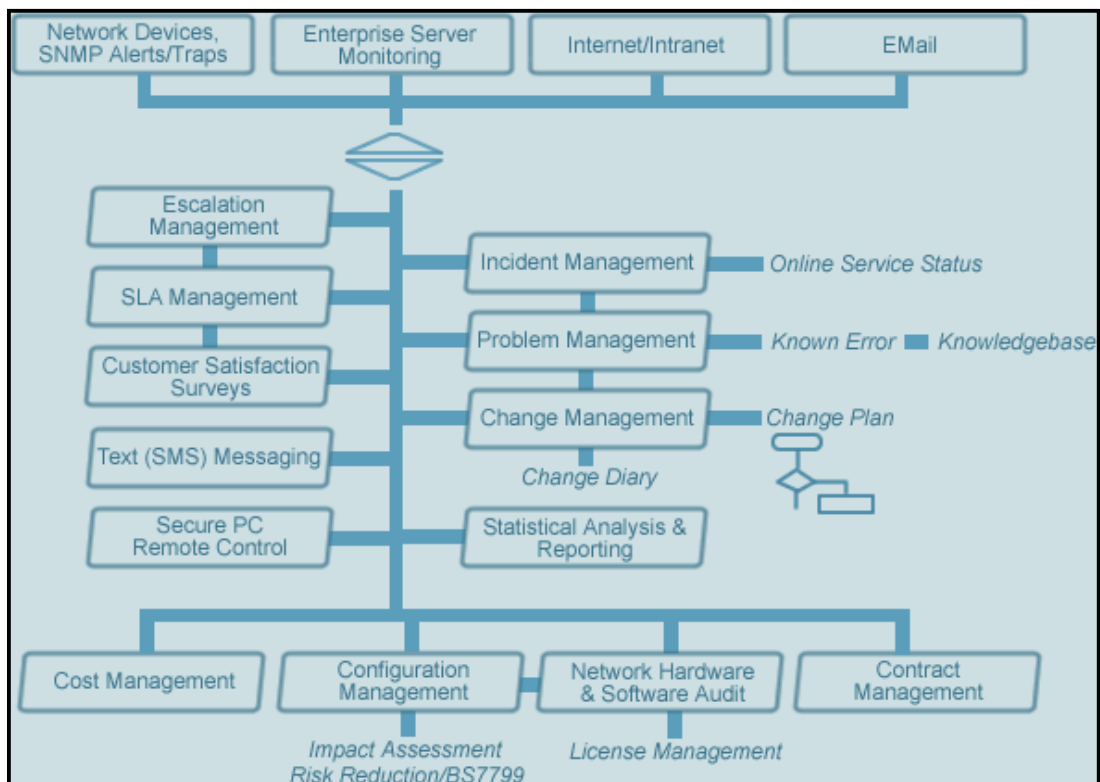 Network Devices,
SNMP Alerts/Traps
Enterprise Server
Monitoring
Internet/Intranet
EMail
Escalation
Management
SLA Management
Customer Satisfaction
Surveys
Text (SMS) Messaging
Secure PC
Remote Control
Incident Management
Online Service Status
Problem Management
Known Error
Knowledgebase
Change Management
Change Plan
Change Diary
Statistical Analysis &
Reporting
Cost Management
Configuration
Management
Impact Assessment
Risk Reduction/BS7799
Network Hardware
& Software Audit
License Management
Contract
Management